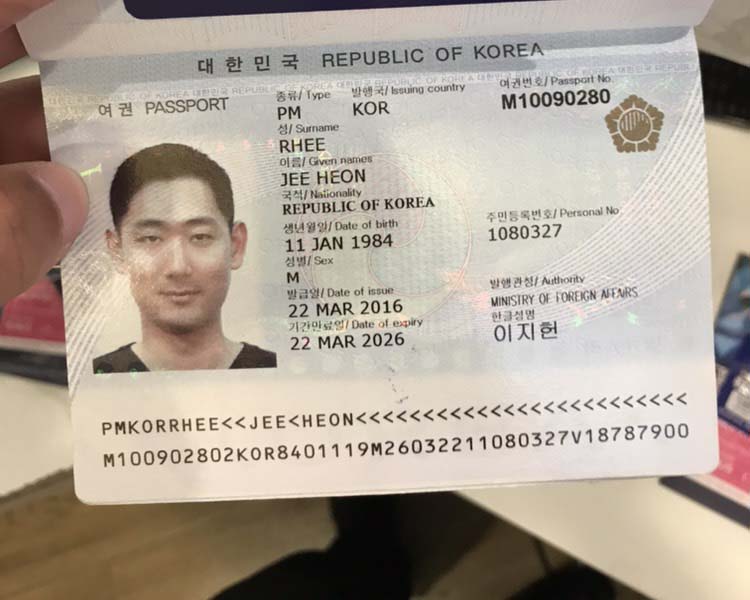 대한민국 REPUBLIC OF KOREA
여권 PASSPORT
종류/ Type 발행국/ Issuing country 여권번호/ Passport No.
PM KOR M10090280
성/ Surname
RHEE
이름/ Given names
JEE HEON
국적/ Nationality
REPUBLIC OF KOREA
생년월일/ Date of birth 주민등록번호/ Personal No.
11 JAN 1984 1080327
성별/ Sex
M
발급일/ Date of issue 발행관청/ Authority
22 MAR 2016 MINISTRY OF FOREIGN AFFAIRS
기간만료일/ Date of expiry 한글성명
22 MAR 2026 이지헌
PMKORRHEE<<JEE<HEON<<<<<<<<<<<<<<<<<<<<<<<<<
M100902802KOR8401119M26032211080327V18787900